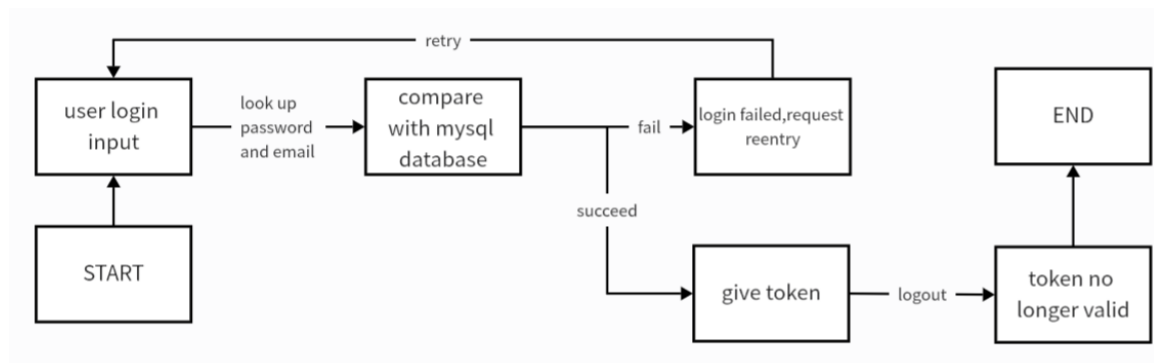 retry
user login
input
look up
password
and email
compare
with mysql
database
fail
login failed,request
reentry
END
START
succeed
give token
logout
token no
longer valid